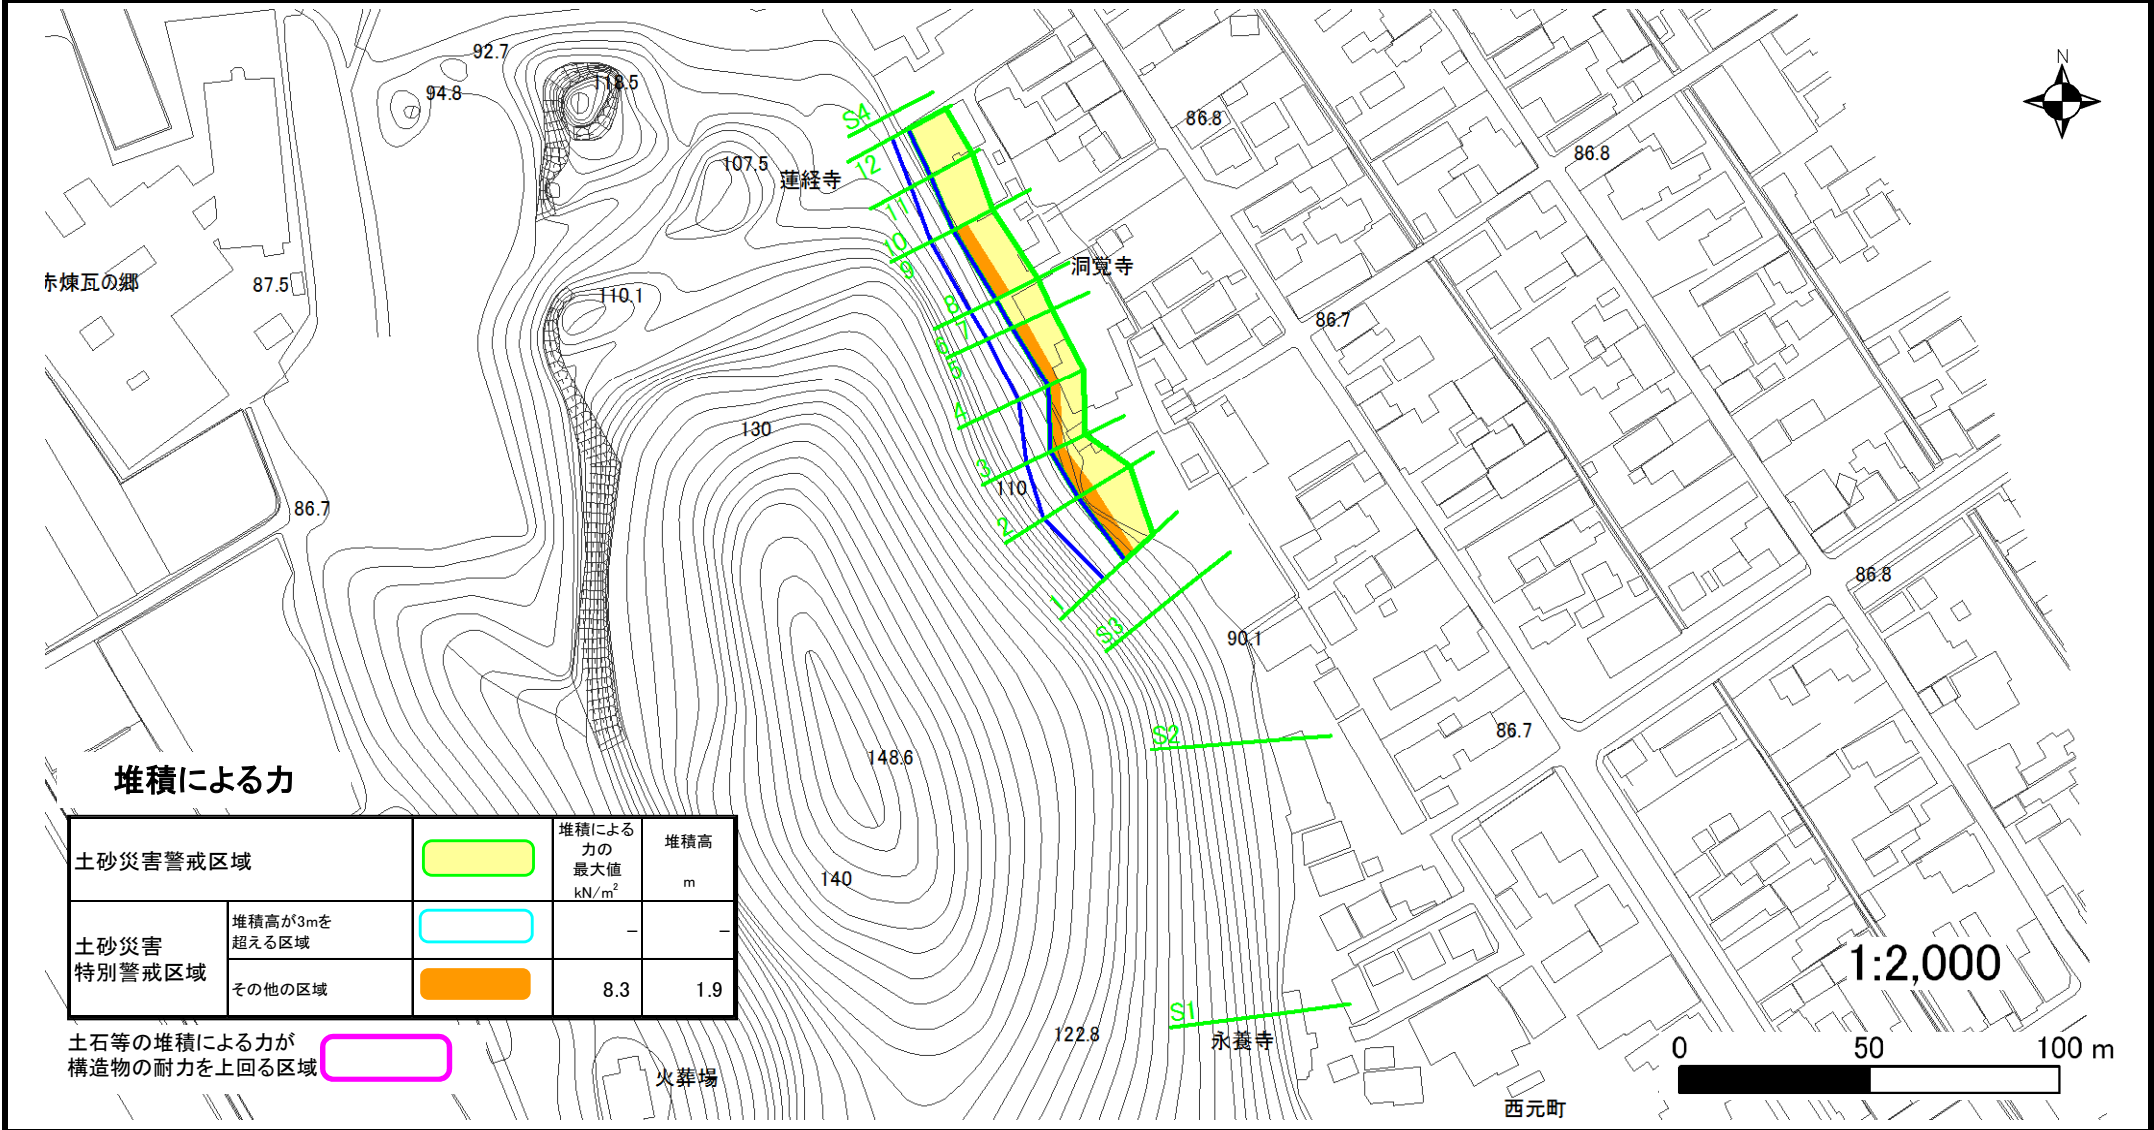 92.7
94.8
118.5
107.5
蓮経寺
S4
12
11
10
9
8
7
6
5
4
3
2
1
S3
S2
S1
N
86.8
86.8
洞覚寺
赤煉瓦の郷
87.5
110.1
86.7
130
110
86.7
86.8
90.1
86.7
148.6
140
122.8
永養寺
火葬場
西元町
堆積による力
土砂災害警戒区域
堆積による
力の
最大値
kN/m²
堆積高
m
土砂災害
特別警戒区域
堆積高が3mを
超える区域
−
−
その他の区域
8.3
1.9
土石等の堆積による力が
構造物の耐力を上回る区域
1:2,000
0 50 100 m